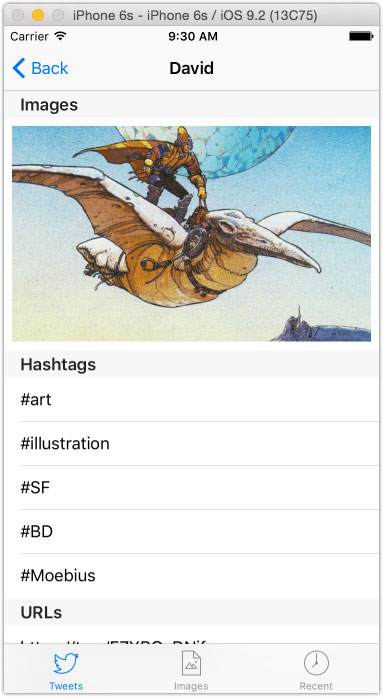 iPhone 6s - iPhone 6s / iOS 9.2 (13C75)
Carrier 9:30 AM
Back David
Images
Hashtags
#art
#illustration
#SF
#BD
#Moebius
URLs
Tweets Images Recent